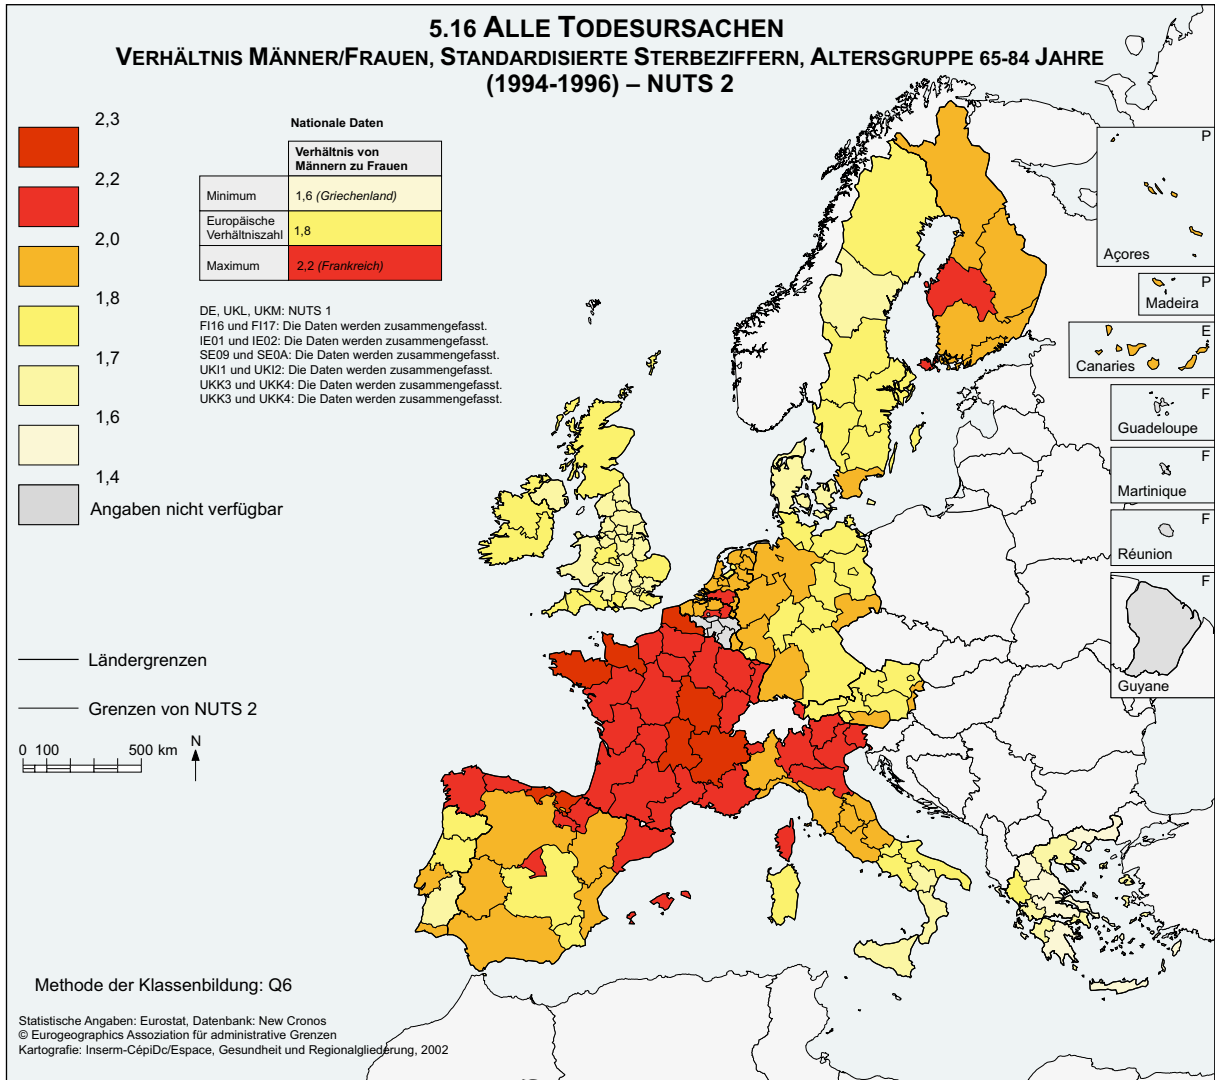 5.16 ALLE TODESURSACHEN
VERHÄLTNIS MÄNNER/FRAUEN, STANDARDISIERTE STERBEZIFFERN, ALTERSGRUPPE 65-84 JAHRE
(1994-1996) – NUTS 2
2,3
2,2
2,0
1,8
1,7
1,6
1,4
Angaben nicht verfügbar
Nationale Daten
Verhältnis von
Männern zu Frauen
Minimum 1,6 (Griechenland)
Europäische
Verhältniszahl 1,8
Maximum 2,2 (Frankreich)
DE, UKL, UKM: NUTS 1
FI16 und FI17: Die Daten werden zusammengefasst.
IE01 und IE02: Die Daten werden zusammengefasst.
SE09 und SE0A: Die Daten werden zusammengefasst.
UKI1 und UKI2: Die Daten werden zusammengefasst.
UKK3 und UKK4: Die Daten werden zusammengefasst.
UKK3 und UKK4: Die Daten werden zusammengefasst.
P
Açores
P
Madeira
E
Canaries
F
Guadeloupe
F
Martinique
F
Réunion
F
Guyane
Ländergrenzen
Grenzen von NUTS 2
0 100 500 km
N
Methode der Klassenbildung: Q6
Statistische Angaben: Eurostat, Datenbank: New Cronos
© Eurogeographics Assoziation für administrative Grenzen
Kartografie: Inserm-CépiDc/Espace, Gesundheit und Regionalgliederung, 2002